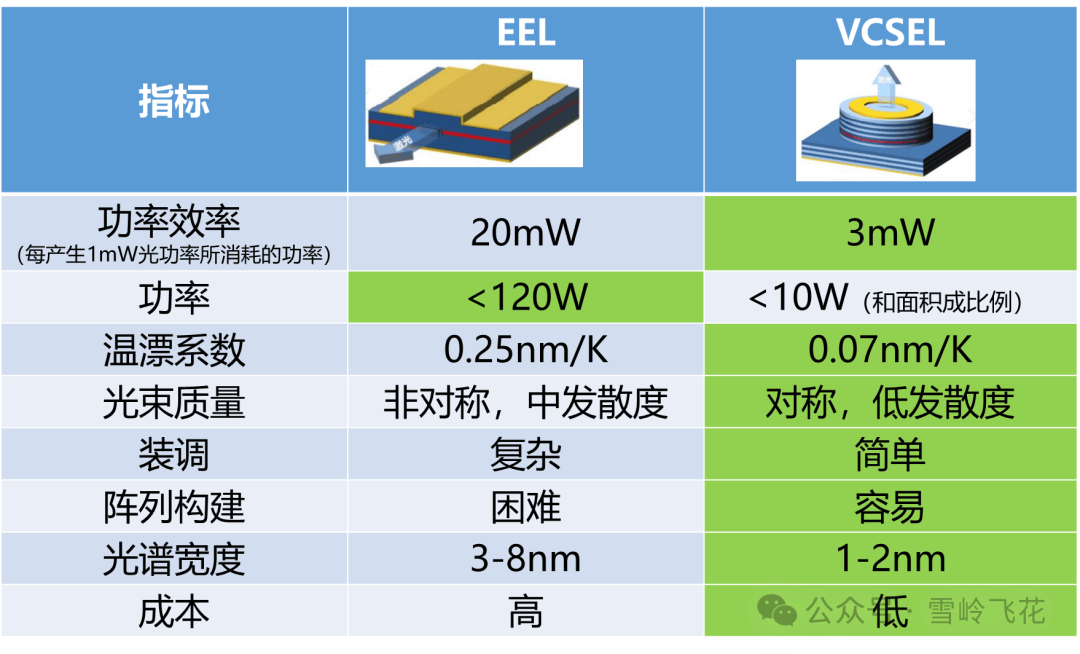 指标 EEL VCSEL
激光 激光
功率效率 20mW 3mW
(每产生1mW光功率所消耗的功率)
功率 <120W <10W (和面积成比例)
温漂系数 0.25nm/K 0.07nm/K
光束质量 非对称，中发散度 对称，低发散度
装调 复杂 简单
阵列构建 困难 容易
光谱宽度 3-8nm 1-2nm
成本 高 低
公众号 · 雪岭飞花